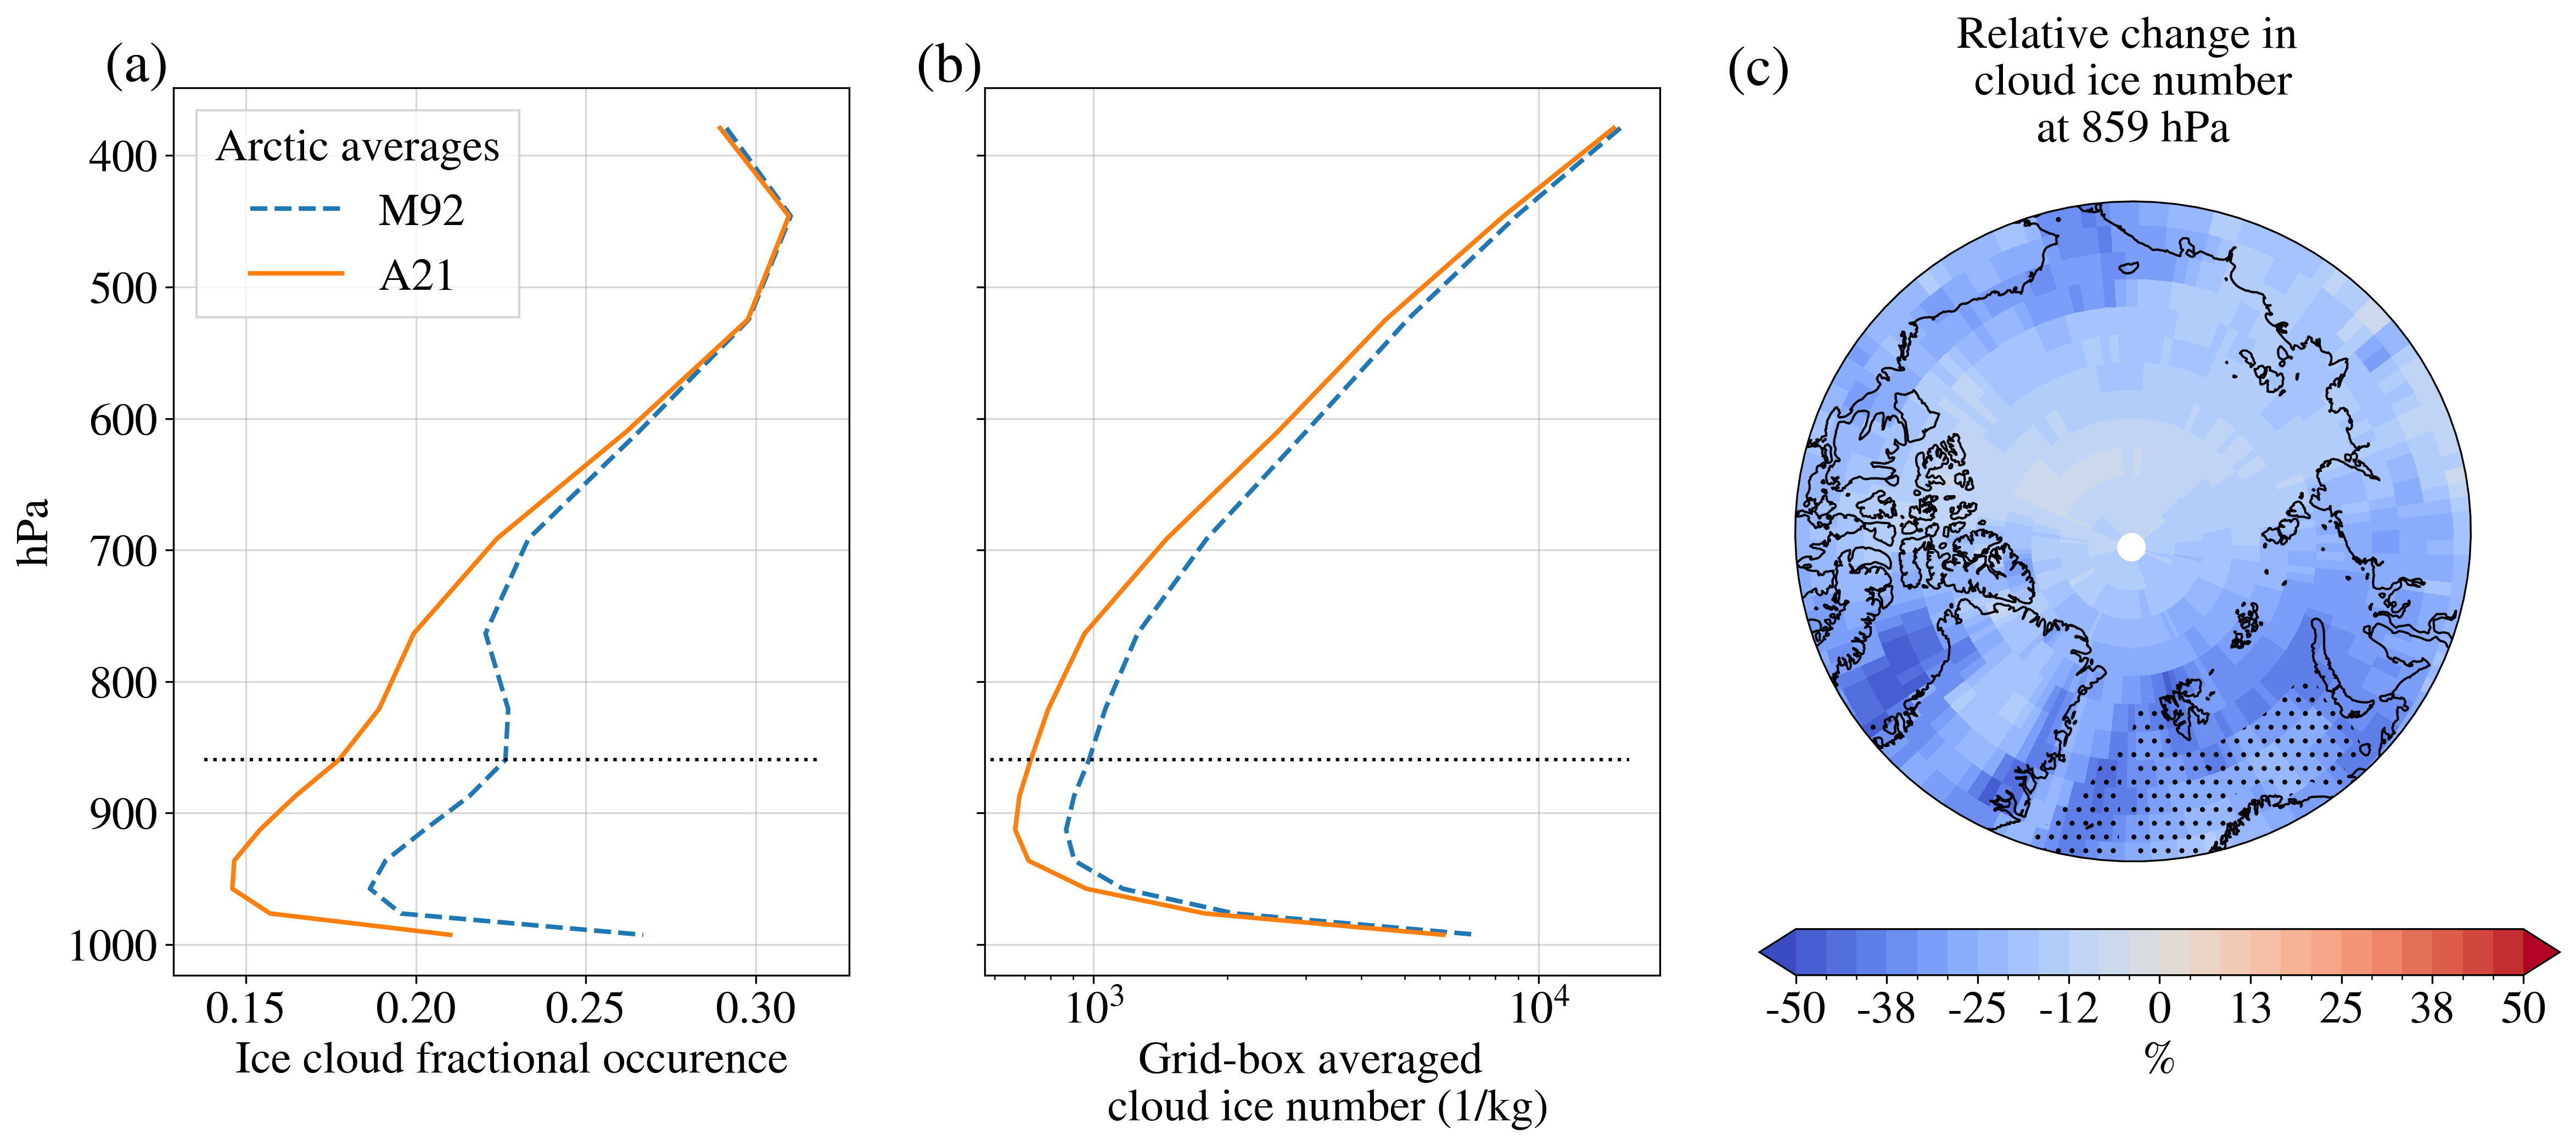 (a)
Arctic averages
M92
A21
hPa
400
500
600
700
800
900
1000
0.15 0.20 0.25 0.30
Ice cloud fractional occurence
(b)
10³ 10⁴
Grid-box averaged
cloud ice number (1/kg)
(c)
Relative change in
cloud ice number
at 859 hPa
-50 -38 -25 -12 0 13 25 38 50
%